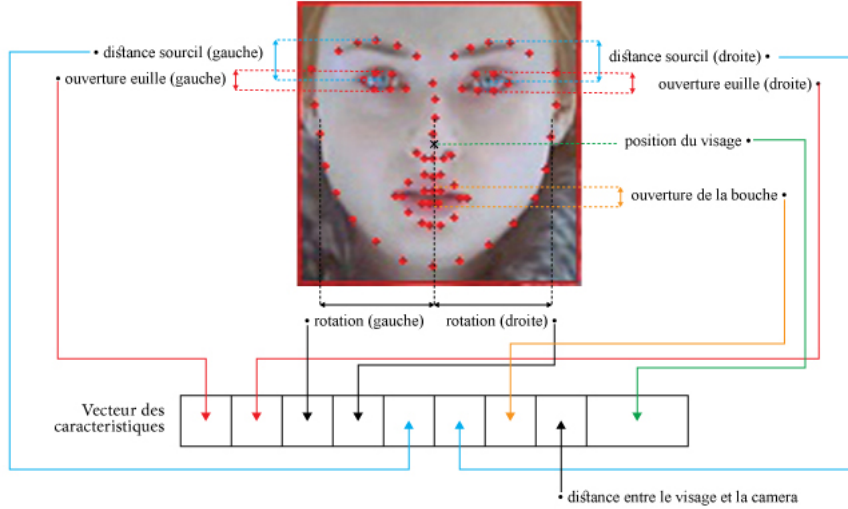 distance sourcil (gauche)
distance sourcil (droite)
ouverture euille (gauche)
ouverture euille (droite)
position du visage
ouverture de la bouche
rotation (gauche)
rotation (droite)
Vecteur des
caracteristiques
distance entre le visage et la camera